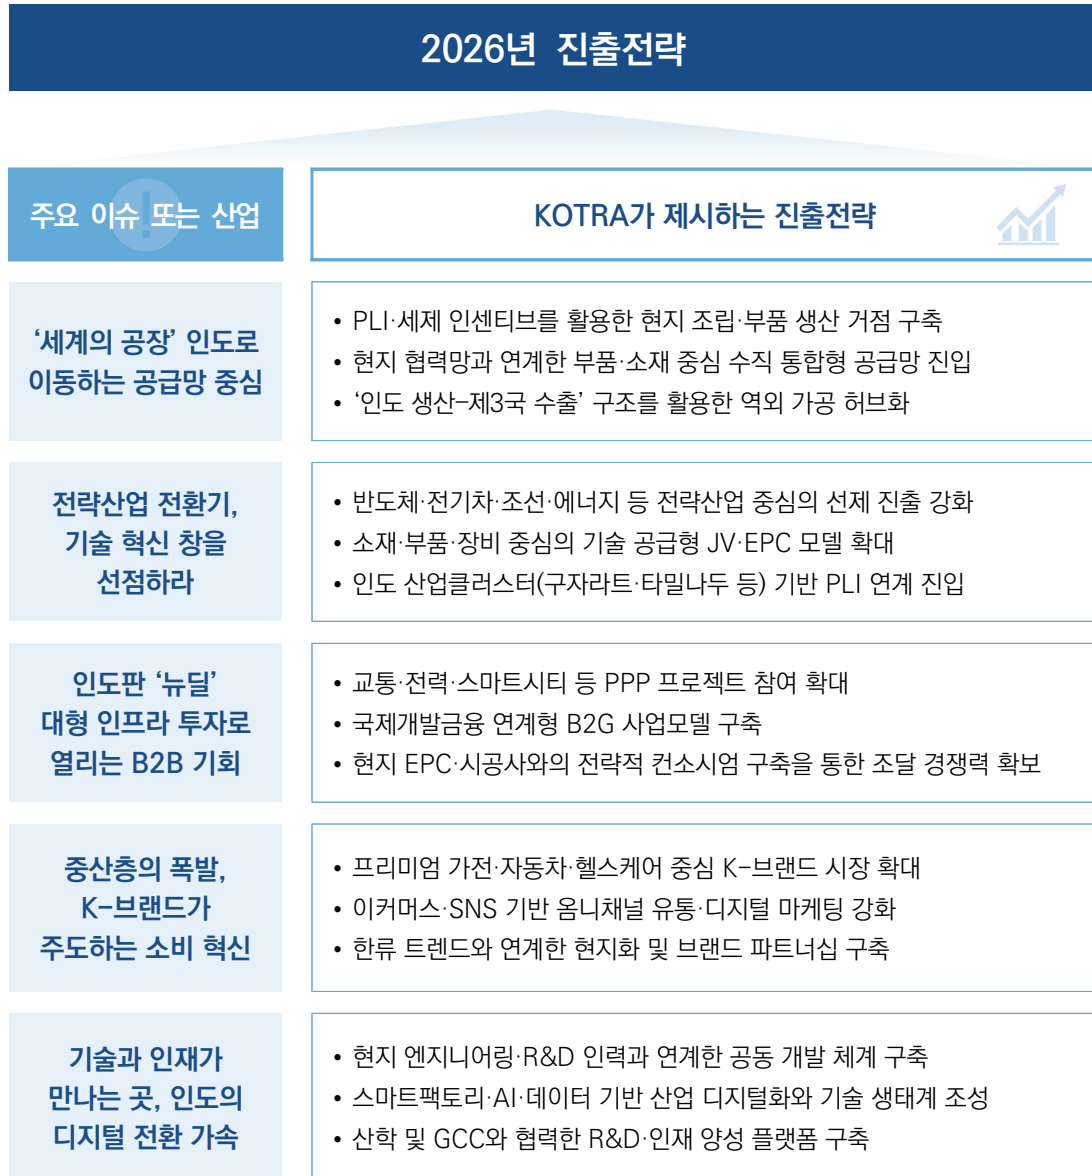 2026년 진출전략
주요 이슈 또는 산업
KOTRA가 제시하는 진출전략
‘세계의 공장’ 인도로
이동하는 공급망 중심
• PLI·세제 인센티브를 활용한 현지 조립·부품 생산 거점 구축
• 현지 협력망과 연계한 부품·소재 중심 수직 통합형 공급망 진입
• ‘인도 생산–제3국 수출’ 구조를 활용한 역외 가공 허브화
전략산업 전환기,
기술 혁신 창을
선점하라
• 반도체·전기차·조선·에너지 등 전략산업 중심의 선제 진출 강화
• 소재·부품·장비 중심의 기술 공급형 JV·EPC 모델 확대
• 인도 산업클러스터(구자라트·타밀나두 등) 기반 PLI 연계 진입
인도판 ‘뉴딜’
대형 인프라 투자로
열리는 B2B 기회
• 교통·전력·스마트시티 등 PPP 프로젝트 참여 확대
• 국제개발금융 연계형 B2G 사업모델 구축
• 현지 EPC·시공사와의 전략적 컨소시엄 구축을 통한 조달 경쟁력 확보
중산층의 폭발,
K–브랜드가
주도하는 소비 혁신
• 프리미엄 가전·자동차·헬스케어 중심 K–브랜드 시장 확대
• 이커머스·SNS 기반 옴니채널 유통·디지털 마케팅 강화
• 한류 트렌드와 연계한 현지화 및 브랜드 파트너십 구축
기술과 인재가
만나는 곳, 인도의
디지털 전환 가속
• 현지 엔지니어링·R&D 인력과 연계한 공동 개발 체계 구축
• 스마트팩토리·AI·데이터 기반 산업 디지털화와 기술 생태계 조성
• 산학 및 GCC와 협력한 R&D·인재 양성 플랫폼 구축